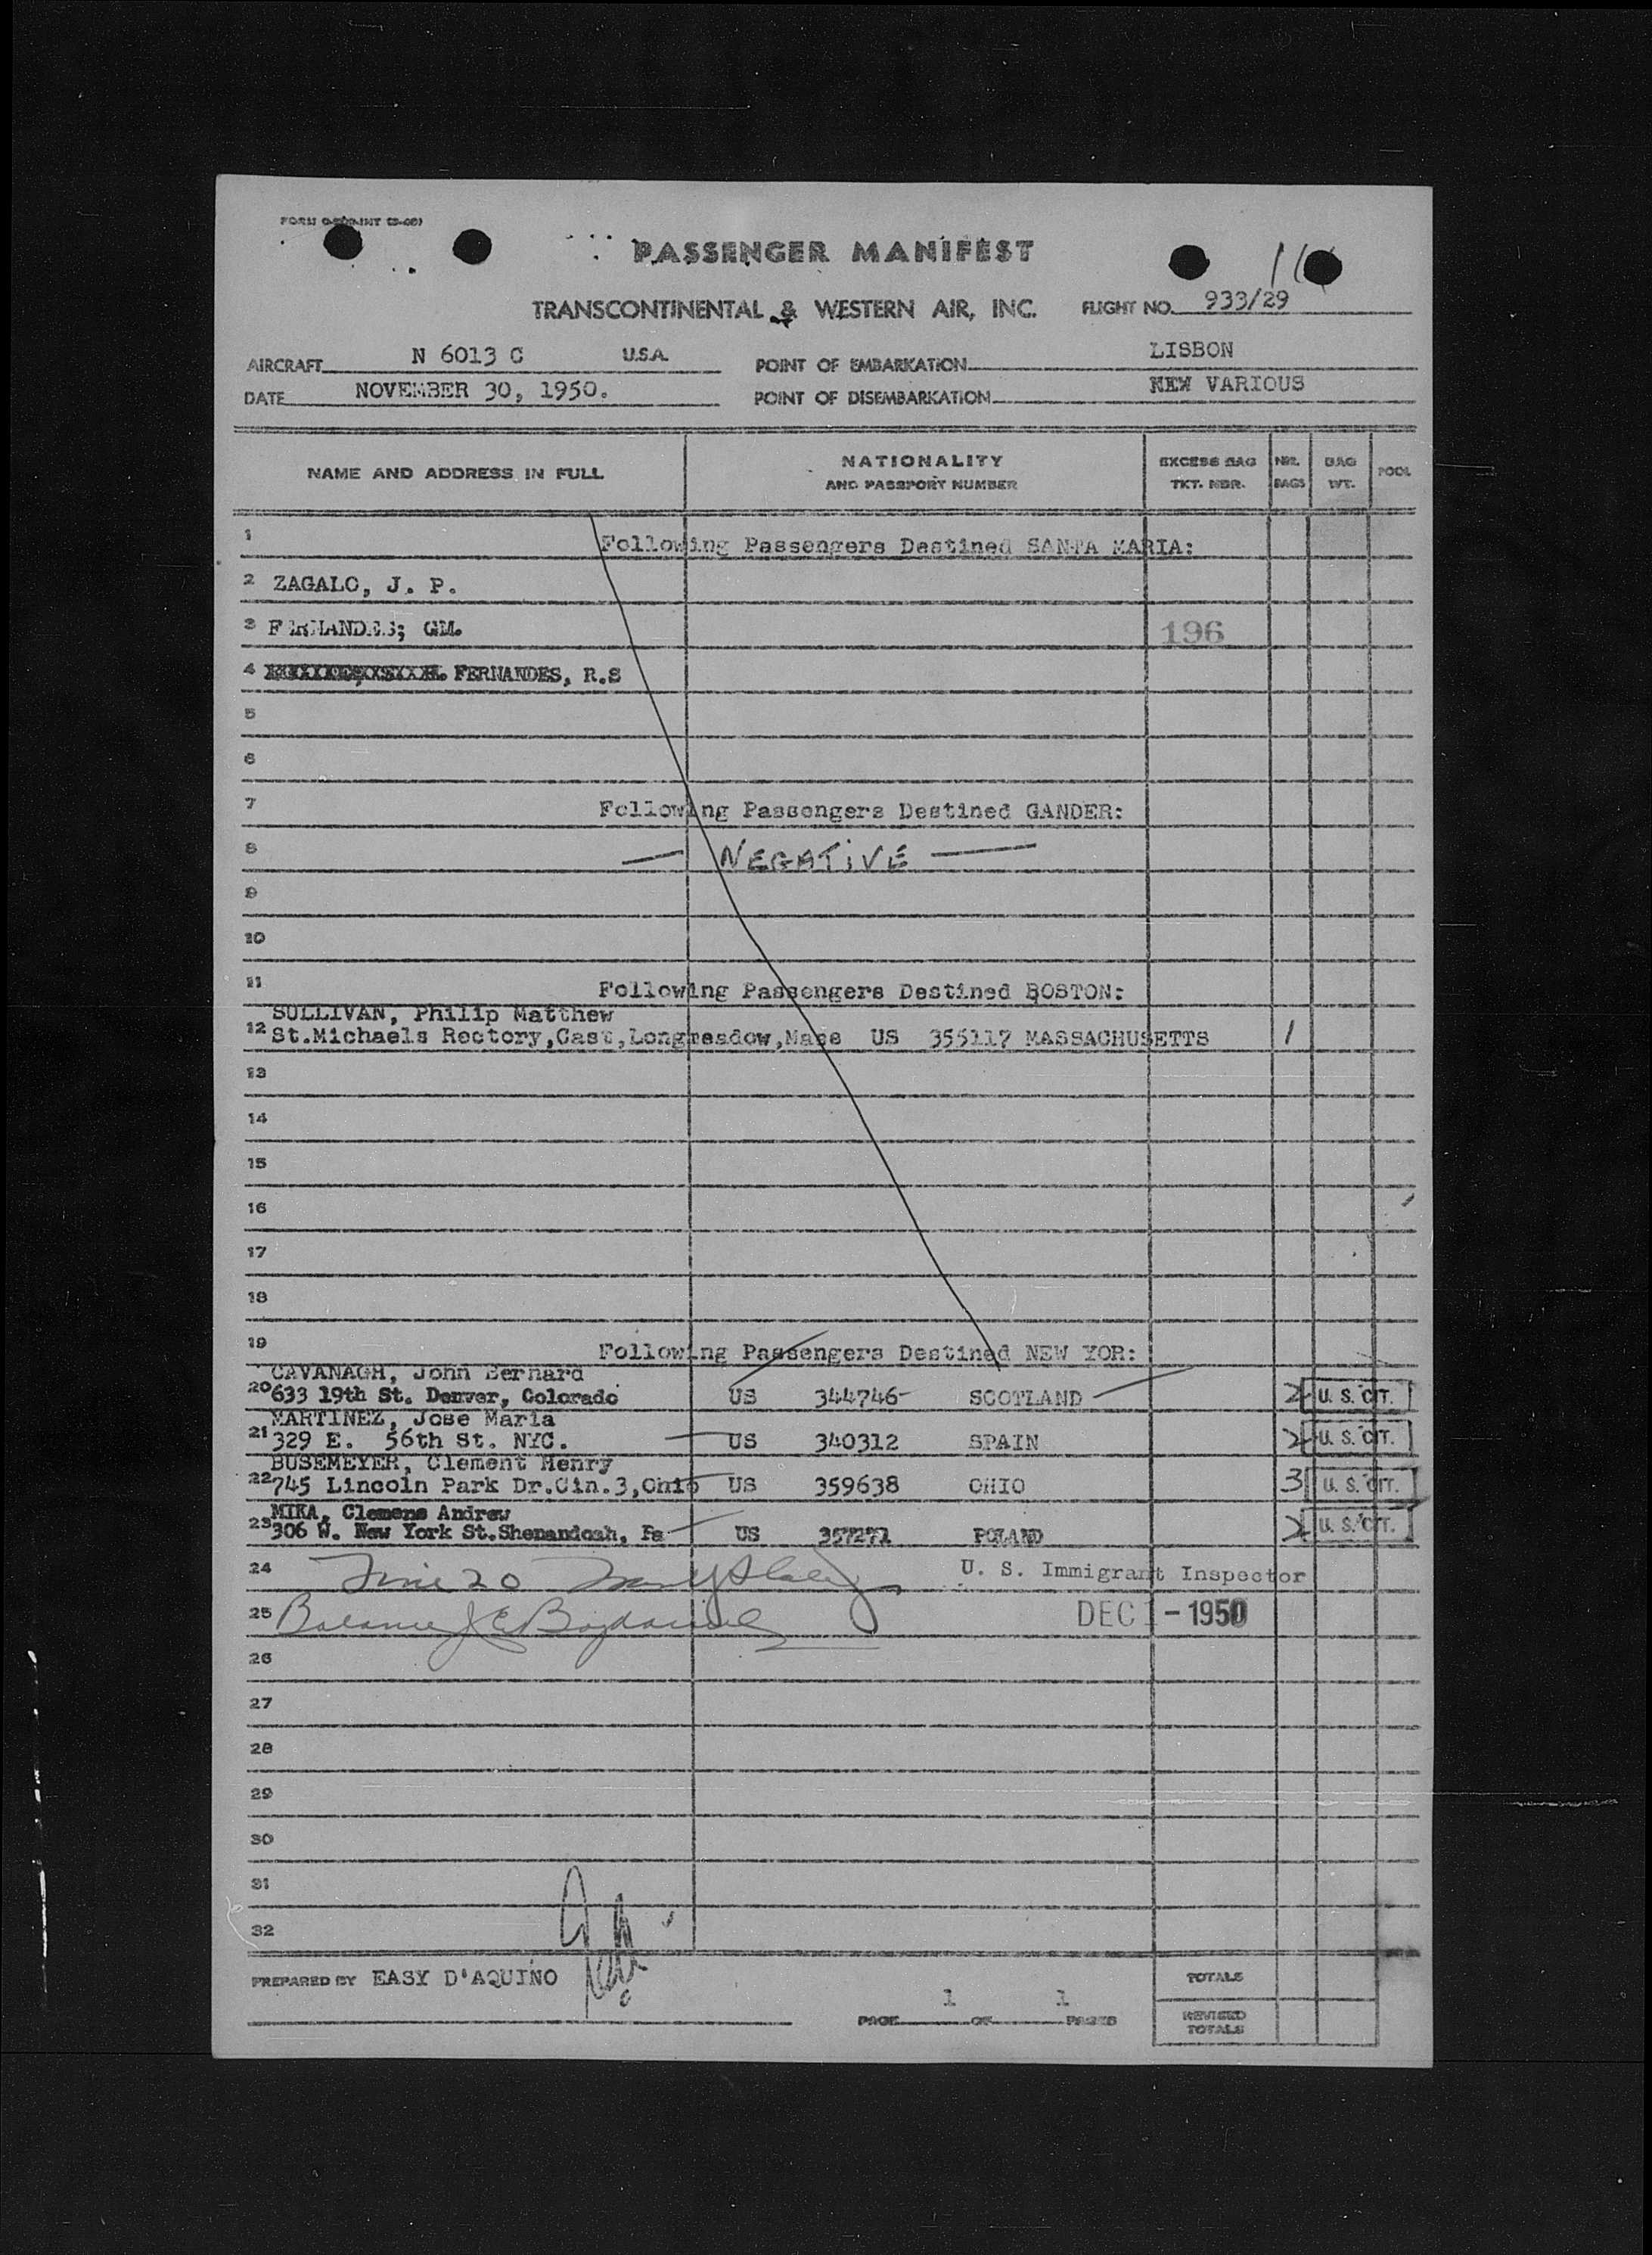 PASSENGER MANIFEST
TRANSCONTINENTAL & WESTERN AIR, INC. FLIGHT NO. 933/29
AIRCRAFT N 6013 C U.S.A. POINT OF EMBARKATION LISBON
DATE NOVEMBER 30, 1950. POINT OF DISEMBARKATION NEW VARIOUS
NAME AND ADDRESS IN FULL NATIONALITY AND PASSPORT NUMBER EXCESS BAG TKT. NBR. NBR. BAGS BAG WT. POOL
1 Following Passengers Destined SANTA MARIA:
2 ZAGALO, J. P.
3 FERNANDES; GM. 196
4 FERNANDES, R.S
5
6
7 Following Passengers Destined GANDER:
8 — NEGATIVE —
9
10
11 Following Passengers Destined BOSTON:
SULLIVAN, Philip Matthew
12 St.Michaels Rectory,East,Longmeadow,Mass US 355117 MASSACHUSETTS 1
13
14
15
16
17
18
19 Following Passengers Destined NEW YOR:
CAVANAGH, John Bernard
20 633 19th St. Denver, Colorado US 344746- SCOTLAND 2 U. S. CIT.
MARTINEZ, Jose Maria
21 329 E. 56th St. NYC. US 340312 SPAIN 2 U. S. CIT.
BUSEMEYER, Clement Henry
22 745 Lincoln Park Dr.Cin.3,Ohio US 359638 OHIO 3 U. S. CIT.
MIKA, Clemens Andrew
23 306 W. New York St.Shenandoah, Pa US 357271 POLAND 2 U. S. CIT.
24 20 U. S. Immigrant Inspector
25 DEC 1 - 1950
26
27
28
29
30
31
32
PREPARED BY EASY D'AQUINO TOTALS
PAGE 1 OF 1 PAGES REVISED TOTALS